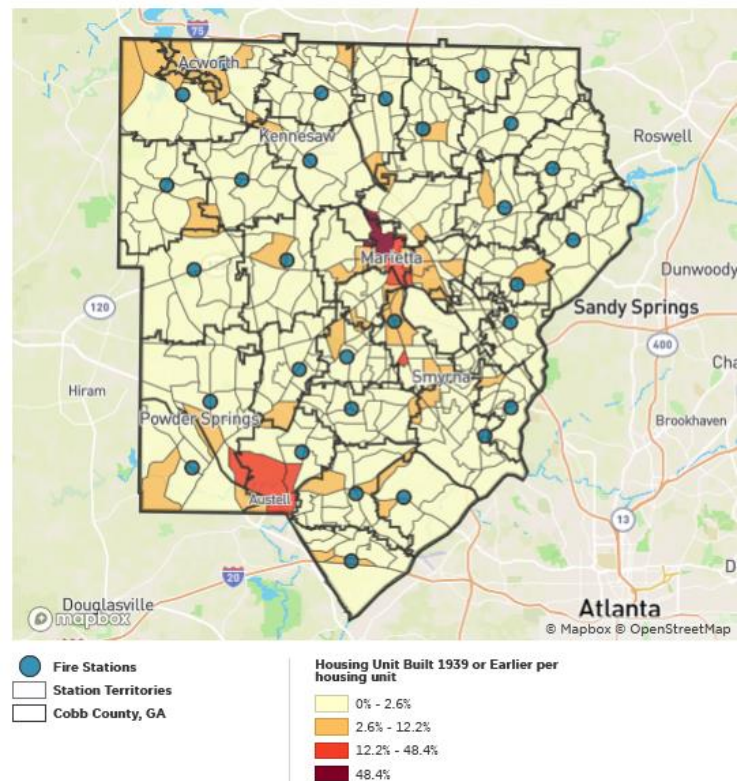 75
Acworth
Roswell
Kennesaw
Marietta
Dunwoody
120
Sandy Springs
400
Cha
Hiram
Smyrna
Powder Springs
Brookhaven
Austell
13
20
D
Douglasville
Atlanta
mapbox
© Mapbox © OpenStreetMap
Fire Stations
Station Territories
Cobb County, GA
Housing Unit Built 1939 or Earlier per
housing unit
0% - 2.6%
2.6% - 12.2%
12.2% - 48.4%
48.4%